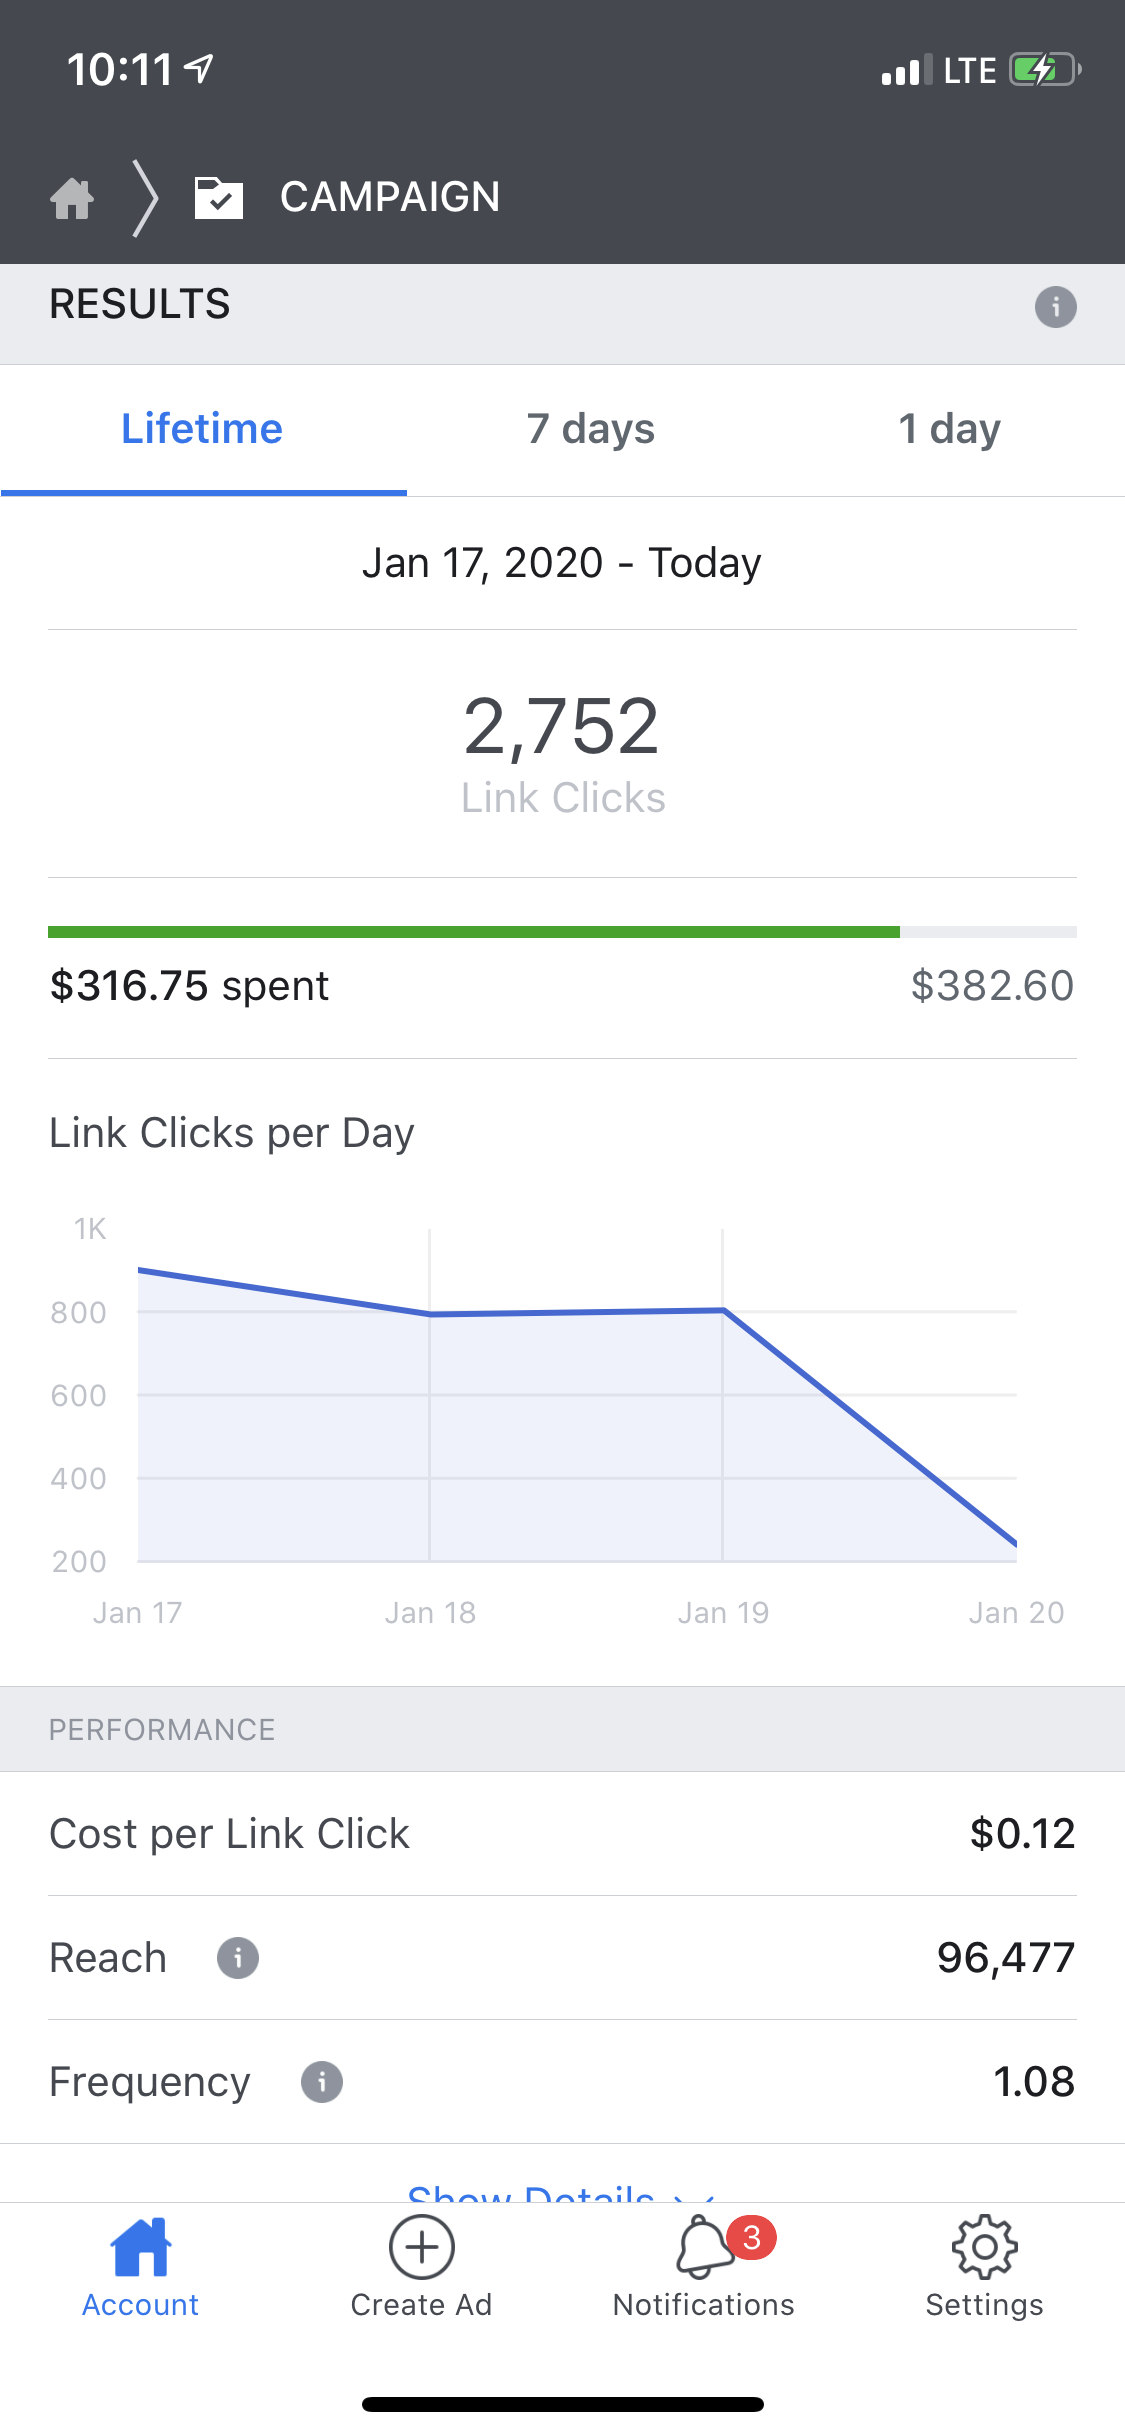 10:11 LTE
CAMPAIGN
RESULTS
Lifetime 7 days 1 day
Jan 17, 2020 - Today
2,752
Link Clicks
$316.75 spent $382.60
Link Clicks per Day
1K
800
600
400
200
Jan 17 Jan 18 Jan 19 Jan 20
PERFORMANCE
Cost per Link Click $0.12
Reach 96,477
Frequency 1.08
Show Details
3
Account Create Ad Notifications Settings